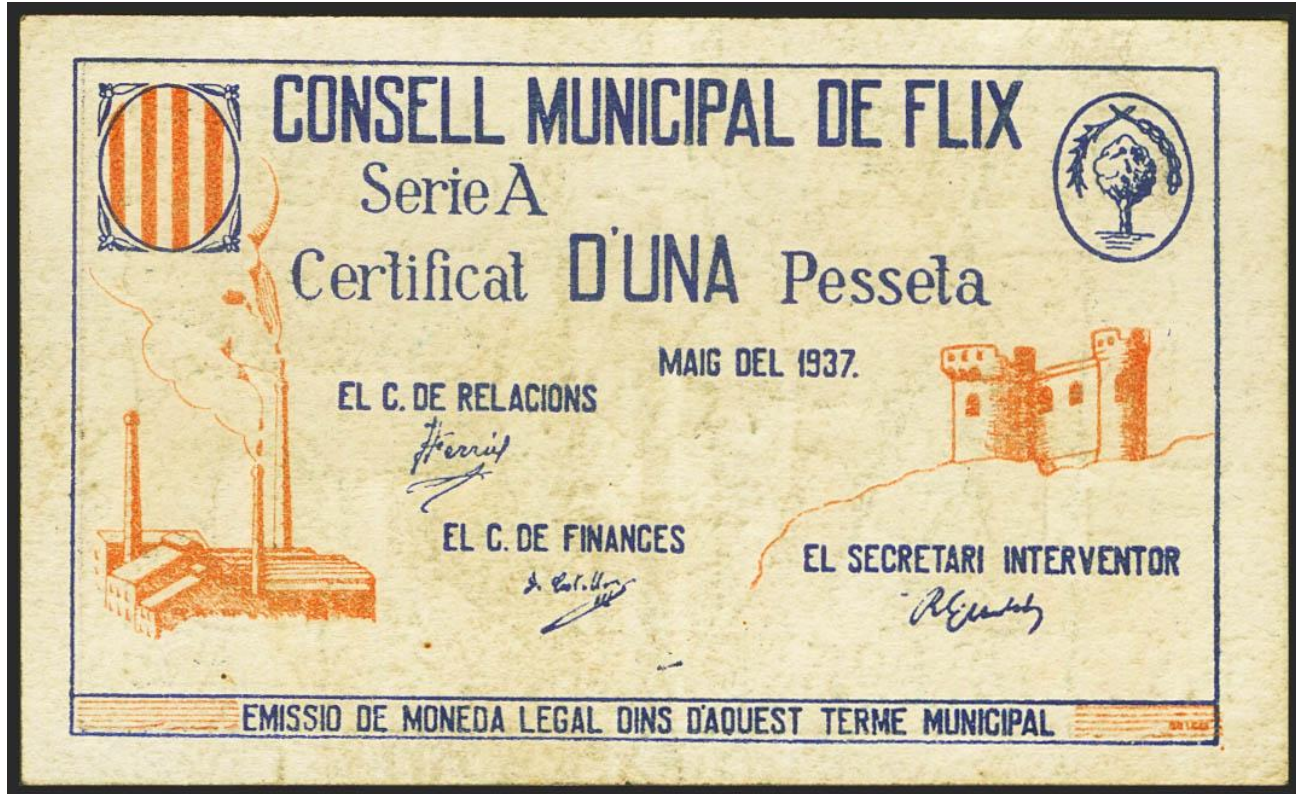 CONSELL MUNICIPAL DE FLIX
Serie A
Certificat D'UNA Pesseta
MAIG DEL 1937.
EL C. DE RELACIONS
EL C. DE FINANCES
EL SECRETARI INTERVENTOR
EMISSIO DE MONEDA LEGAL DINS D'AQUEST TERME MUNICIPAL